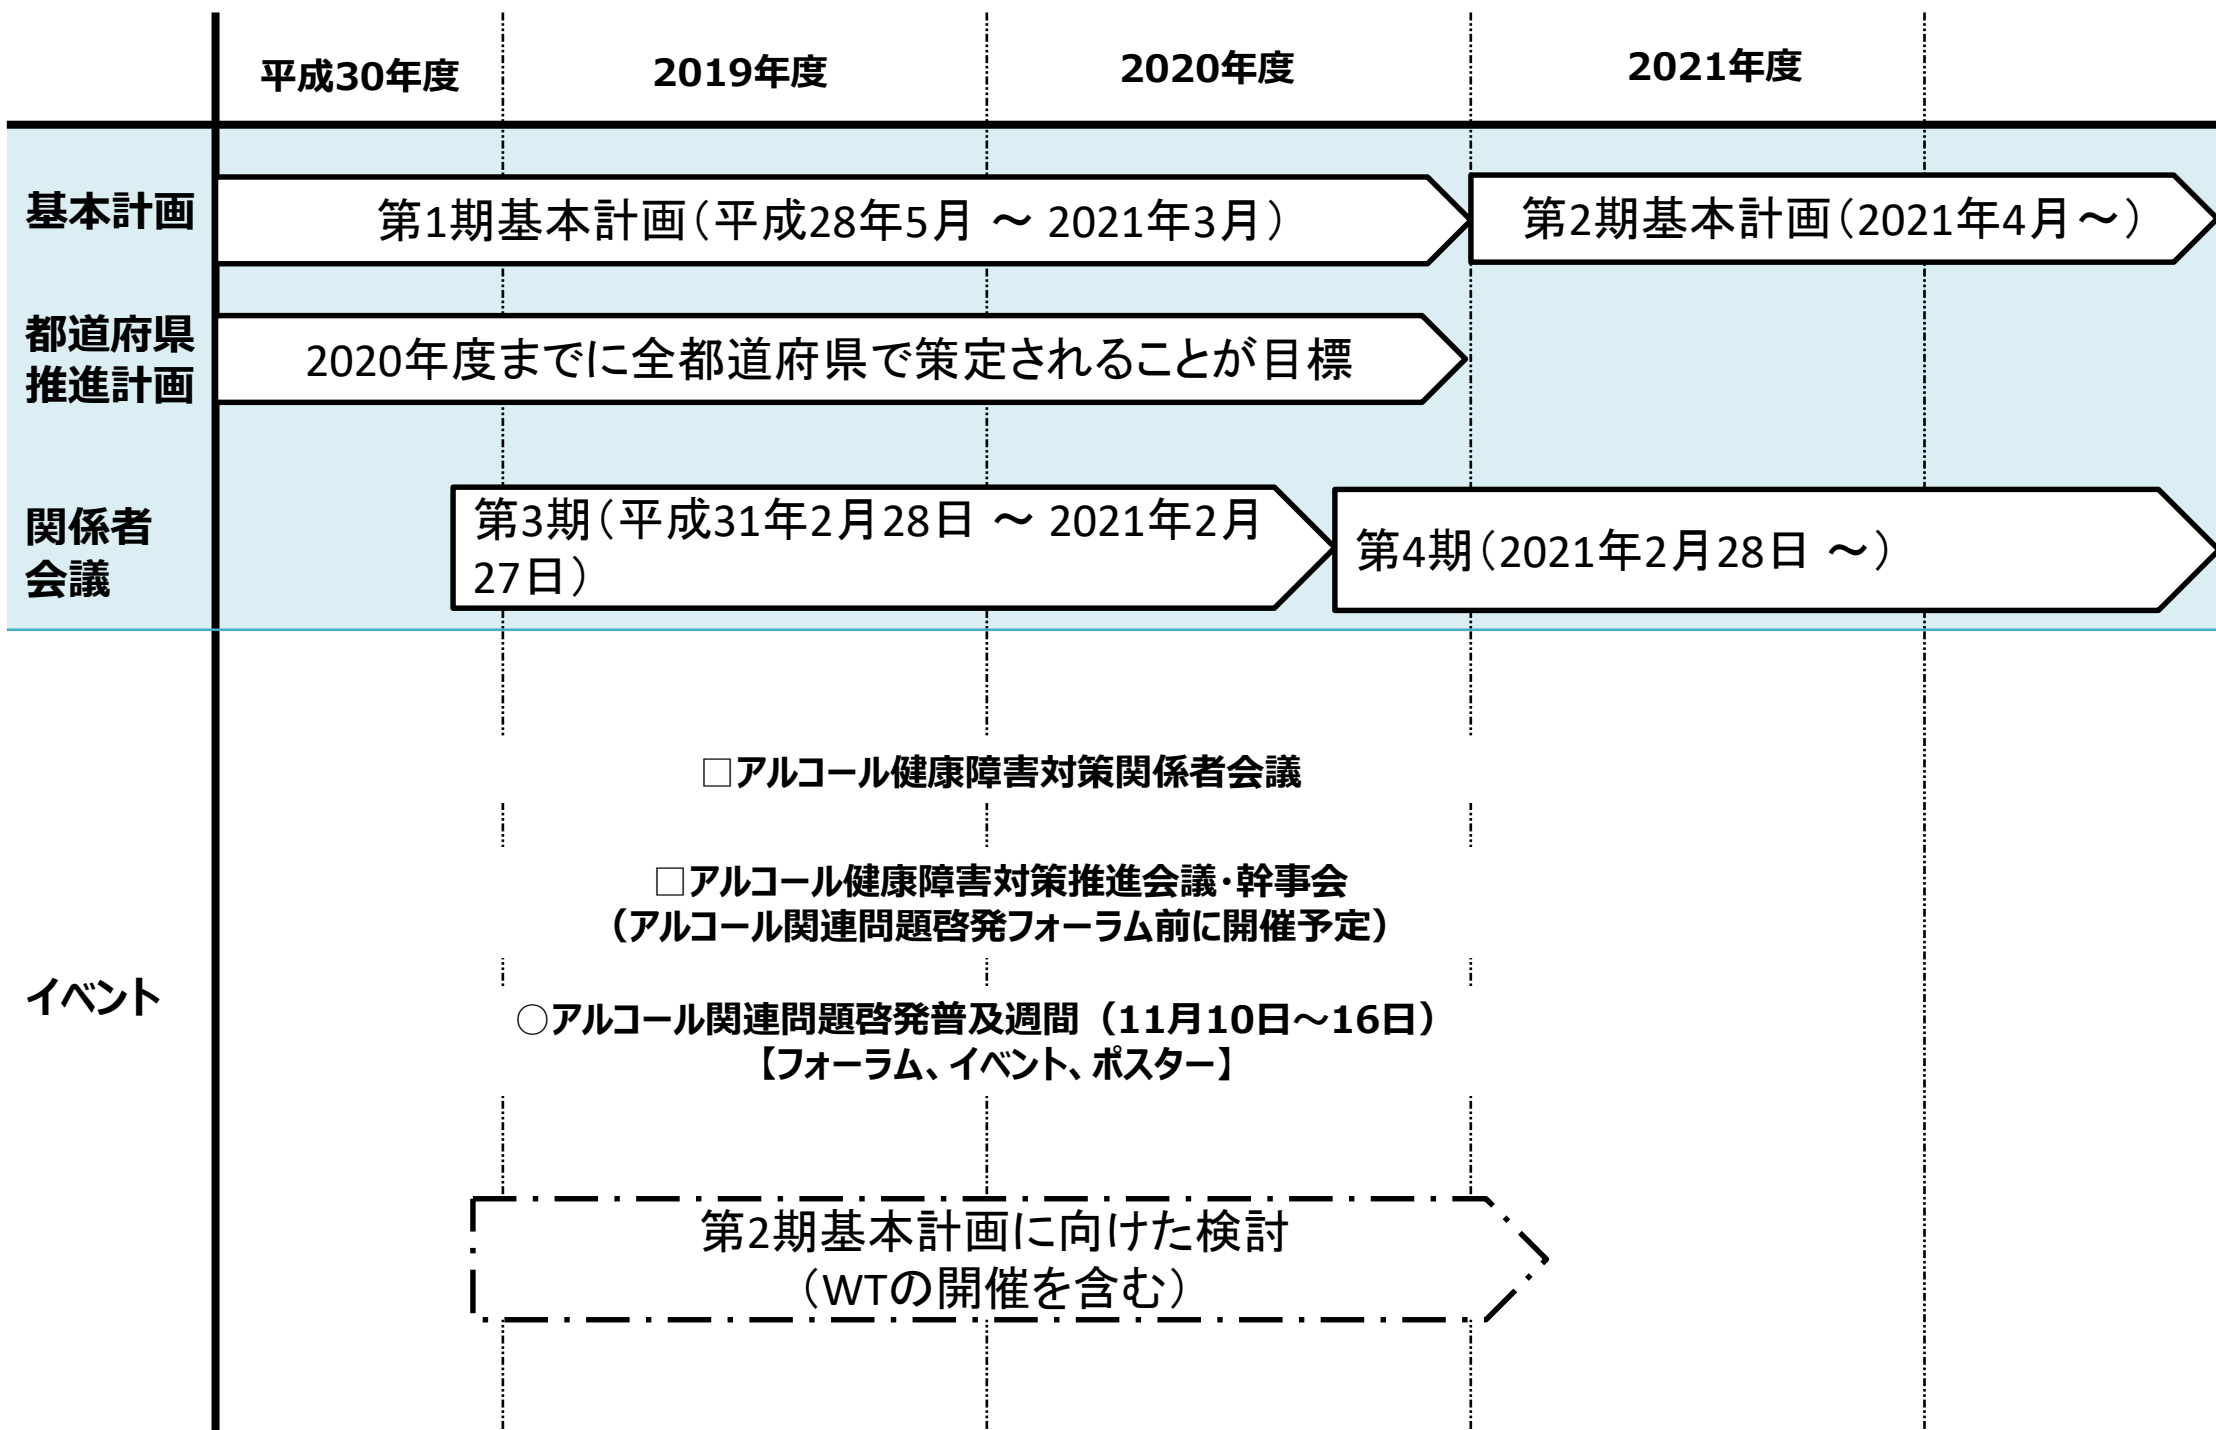 平成30年度
2019年度
2020年度
2021年度
基本計画
第1期基本計画（平成28年5月 ～ 2021年3月）
第2期基本計画（2021年4月～）
都道府県
推進計画
2020年度までに全都道府県で策定されることが目標
関係者
会議
第3期（平成31年2月28日 ～ 2021年2月
27日）
第4期（2021年2月28日 ～）
イベント
□アルコール健康障害対策関係者会議
□アルコール健康障害対策推進会議・幹事会
（アルコール関連問題啓発フォーラム前に開催予定）
○アルコール関連問題啓発普及週間（11月10日～16日）
【フォーラム、イベント、ポスター】
第2期基本計画に向けた検討
（WTの開催を含む）